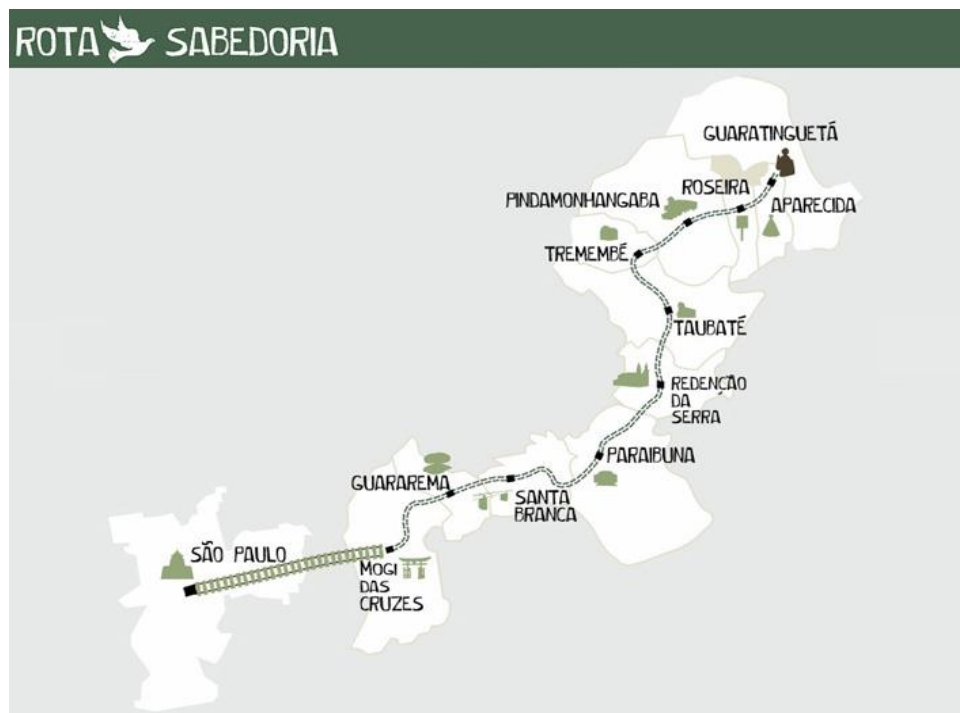 ROTA SABEDORIA
GUARATINGUETÁ
ROSEIRA
PINDAMONHANGABA
APARECIDA
TREMEMBÉ
TAUBATÉ
REDENÇÃO
DA
SERRA
PARAIBUNA
GUARAREMA
SANTA
BRANCA
SÃO PAULO
MOGI
DAS
CRUZES